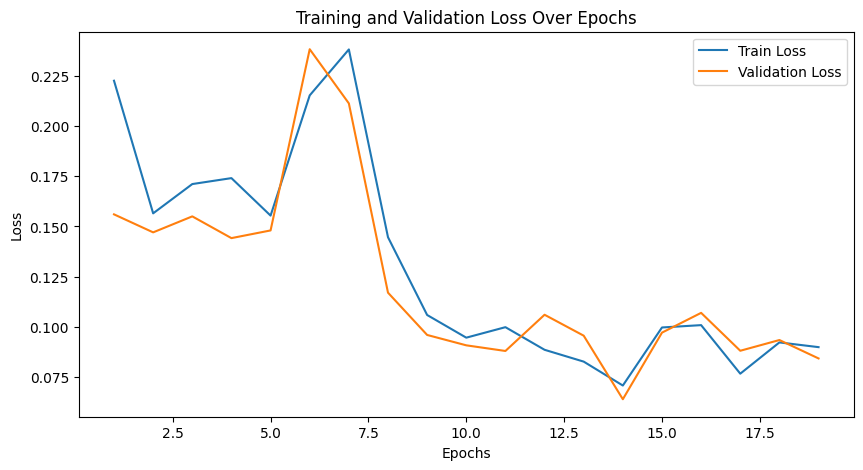 Training and Validation Loss Over Epochs
Train Loss
Validation Loss
0.225
0.200
0.175
0.150
0.125
0.100
0.075
Loss
2.5 5.0 7.5 10.0 12.5 15.0 17.5
Epochs